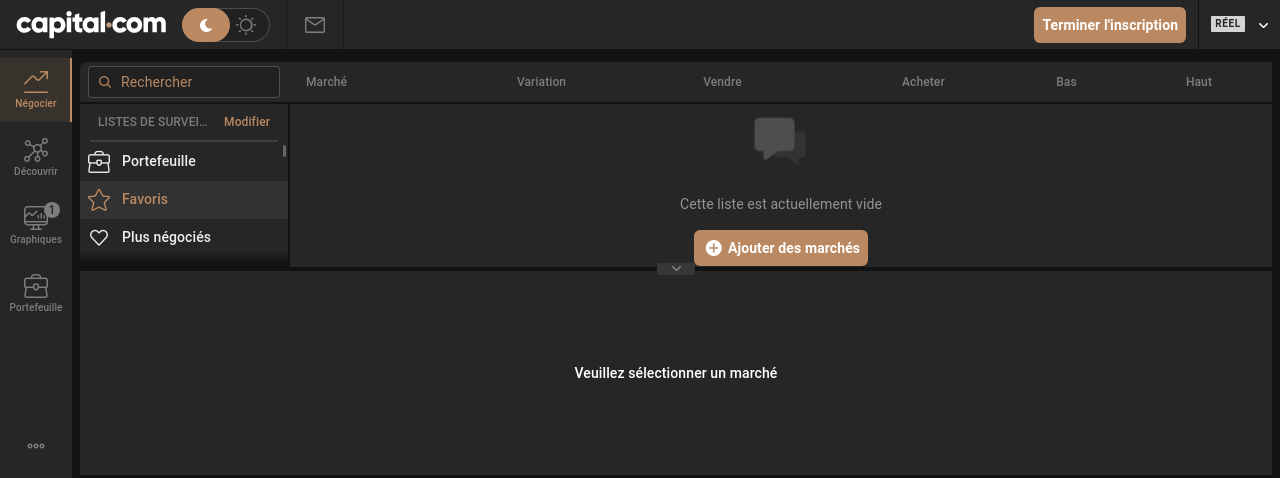 capital.com
Terminer l'inscription
RÉEL
Négocier
Découvrir
1
Graphiques
Portefeuille
Rechercher
LISTES DE SURVEI... Modifier
Portefeuille
Favoris
Plus négociés
Marché Variation Vendre Acheter Bas Haut
Cette liste est actuellement vide
Ajouter des marchés
Veuillez sélectionner un marché